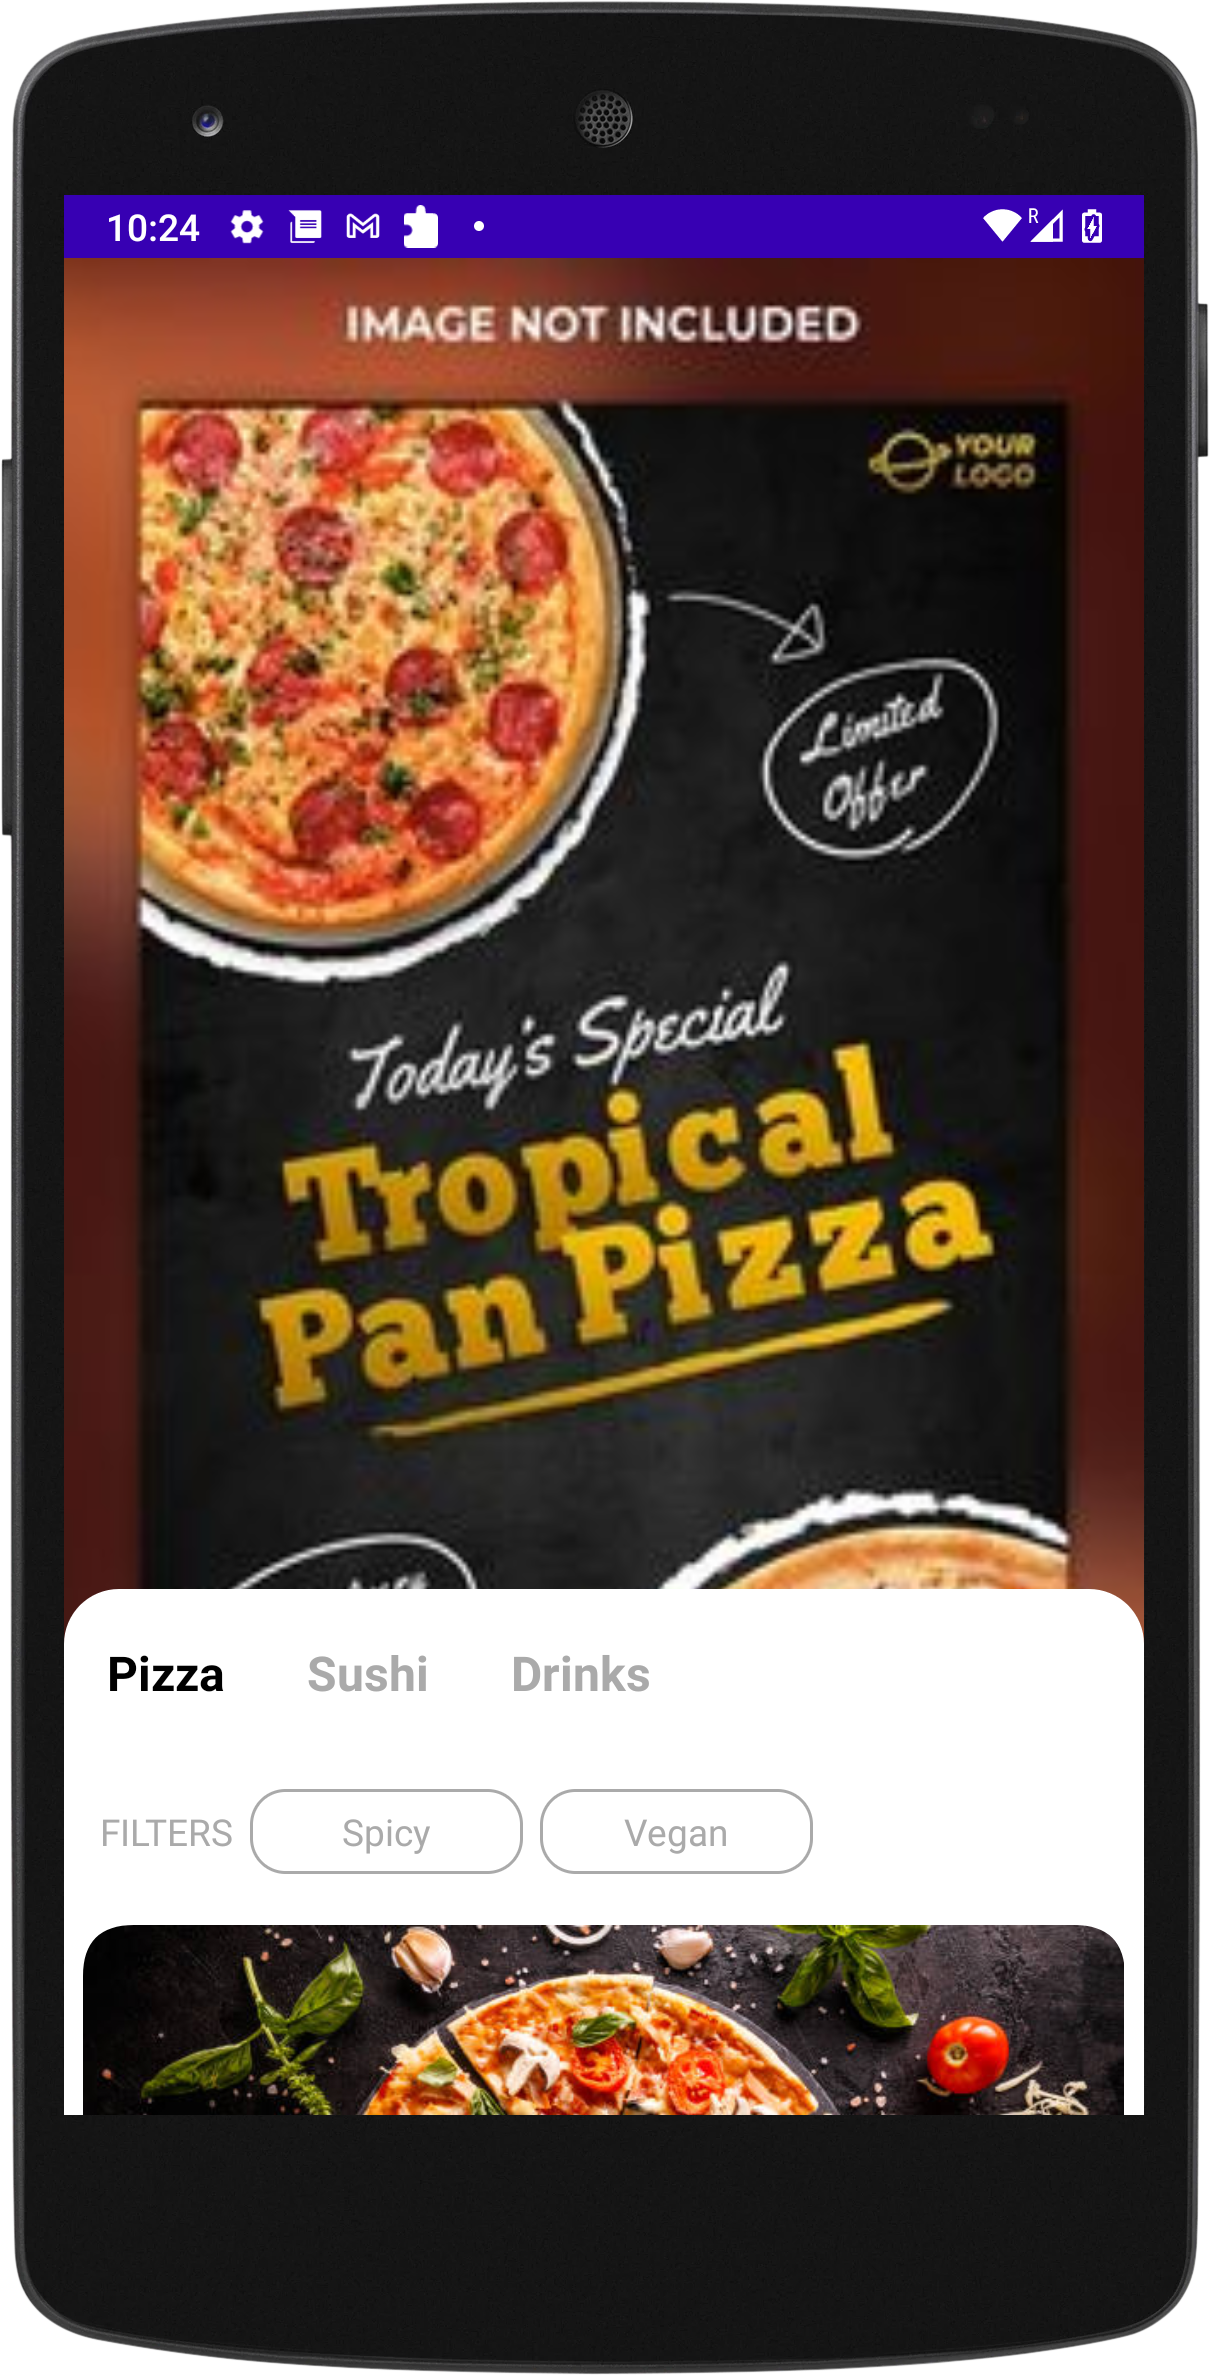 10:24
R
IMAGE NOT INCLUDED
YOUR
LOGO
Limited
Offer
Today's Special
Tropical
Pan Pizza
Pizza Sushi Drinks
FILTERS Spicy Vegan